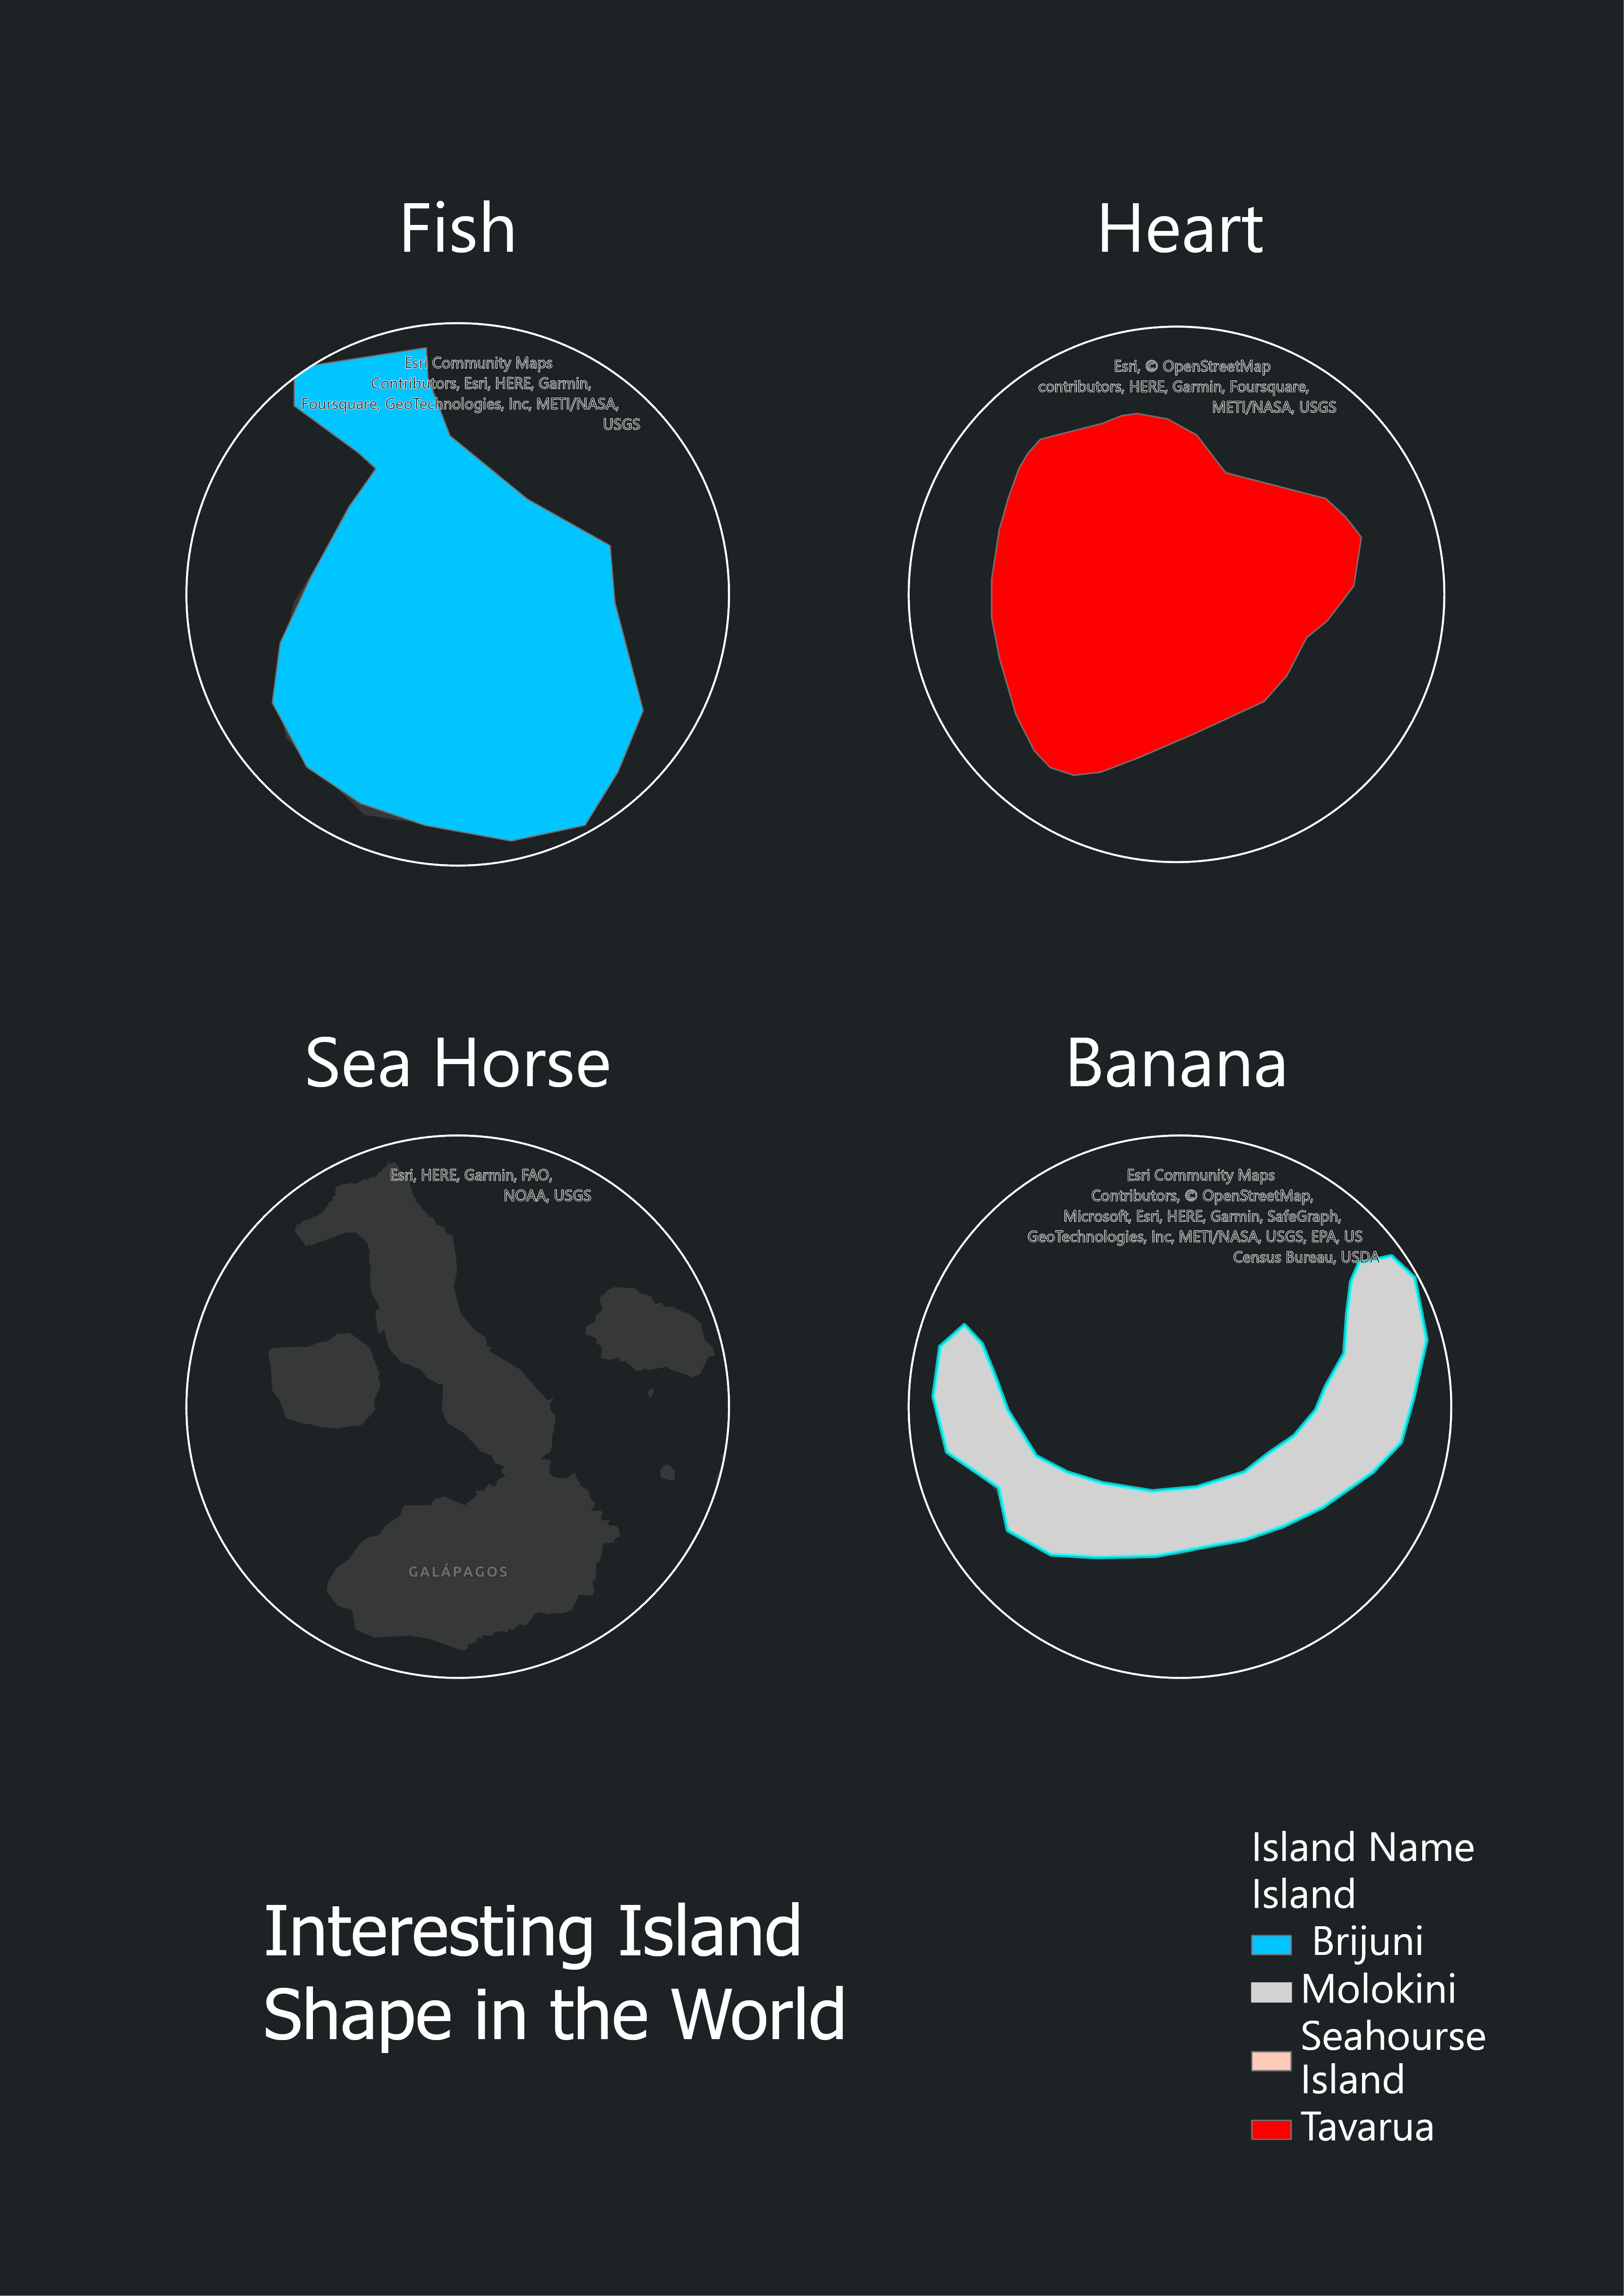 Fish
Heart
Esri Community Maps
Contributors, Esri, HERE, Garmin,
Foursquare, GeoTechnologies, Inc, METI/NASA,
USGS
Esri, © OpenStreetMap
contributors, HERE, Garmin, Foursquare,
METI/NASA, USGS
Sea Horse
Banana
Esri, HERE, Garmin, FAO,
NOAA, USGS
GALÁPAGOS
Esri Community Maps
Contributors, © OpenStreetMap,
Microsoft, Esri, HERE, Garmin, SafeGraph,
GeoTechnologies, Inc, METI/NASA, USGS, EPA, US
Census Bureau, USDA
Interesting Island
Shape in the World
Island Name
Island
Brijuni
Molokini
Seahourse
Island
Tavarua